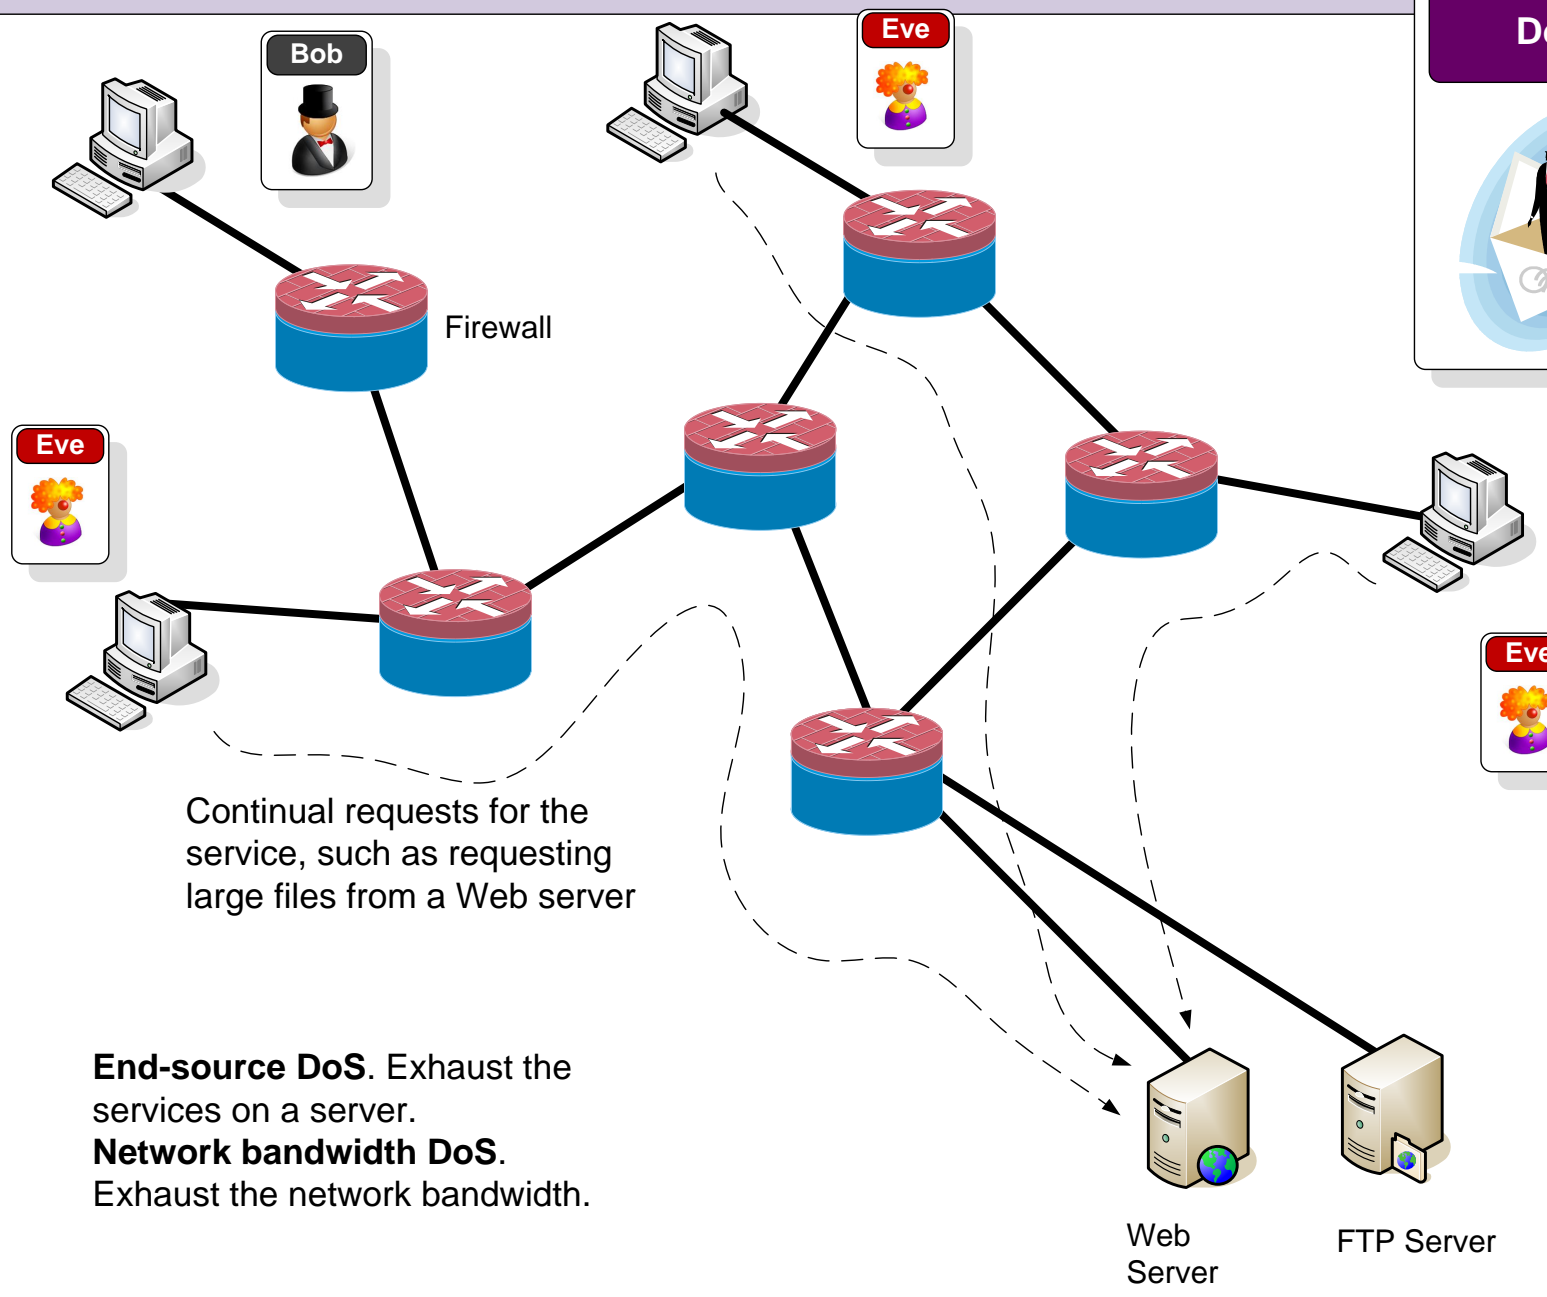 Bob
Eve
Firewall
Eve
Eve
Continual requests for the
service, such as requesting
large files from a Web server
End-source DoS. Exhaust the
services on a server.
Network bandwidth DoS.
Exhaust the network bandwidth.
Web
Server
FTP Server